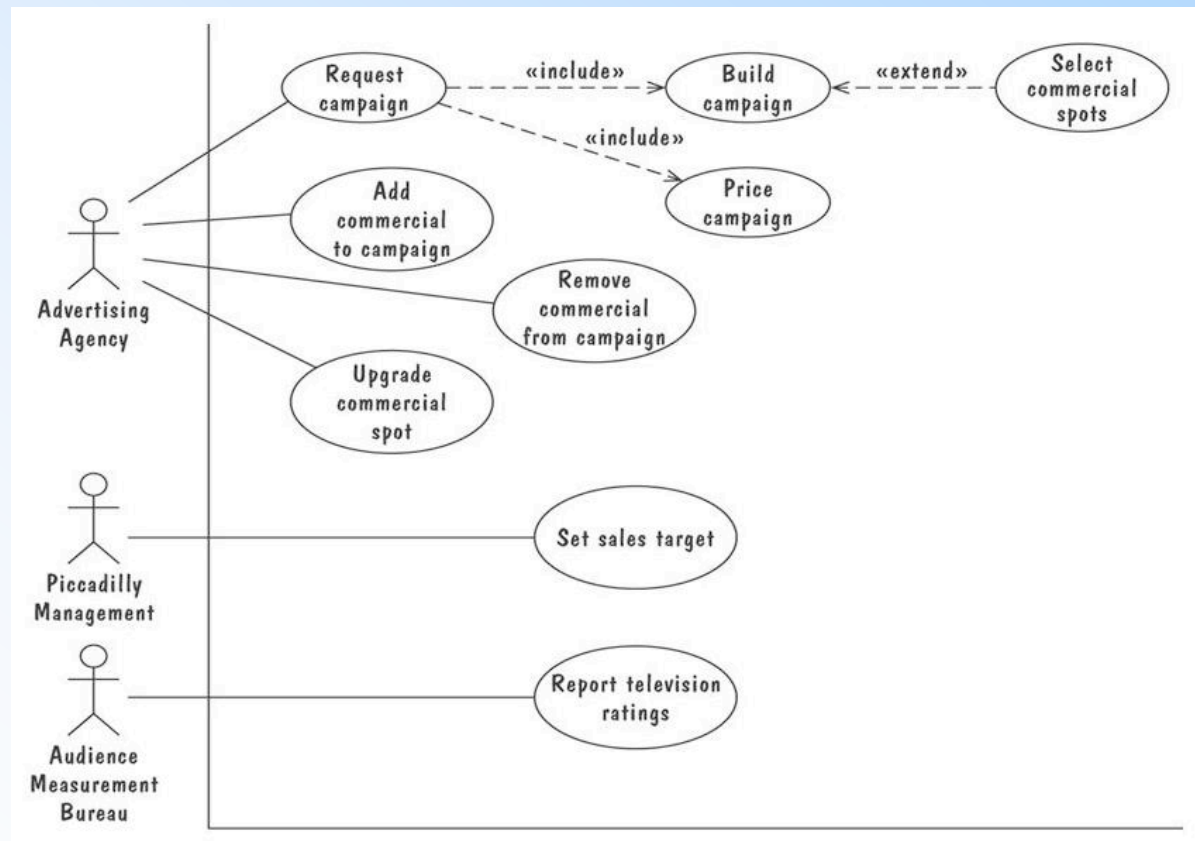 Request
campaign
«include»
Build
campaign
«extend»
Select
commercial
spots
«include»
Price
campaign
Add
commercial
to campaign
Remove
commercial
from campaign
Advertising
Agency
Upgrade
commercial
spot
Set sales target
Piccadilly
Management
Report television
ratings
Audience
Measurement
Bureau